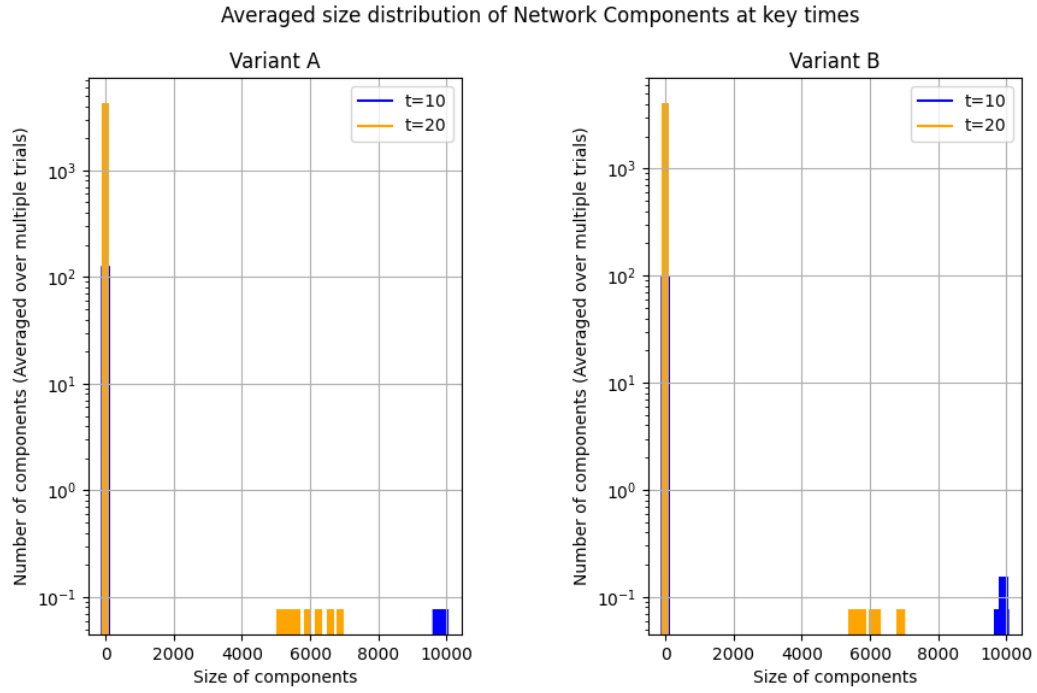 Averaged size distribution of Network Components at key times
Variant A
Number of components (Averaged over multiple trials)
10³
10²
10¹
10⁰
10⁻¹
t=10
t=20
0 2000 4000 6000 8000 10000
Size of components
Variant B
Number of components (Averaged over multiple trials)
10³
10²
10¹
10⁰
10⁻¹
t=10
t=20
0 2000 4000 6000 8000 10000
Size of components